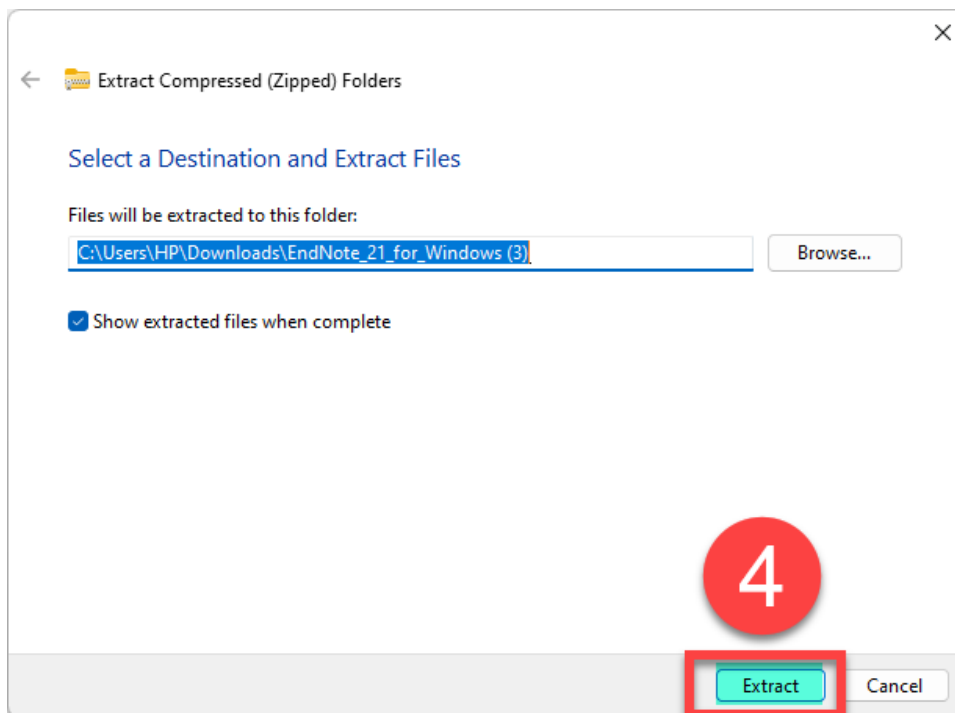 Extract Compressed (Zipped) Folders
Select a Destination and Extract Files
Files will be extracted to this folder:
C:\Users\HP\Downloads\EndNote_21_for_Windows (3)
Browse...
Show extracted files when complete
4
Extract
Cancel